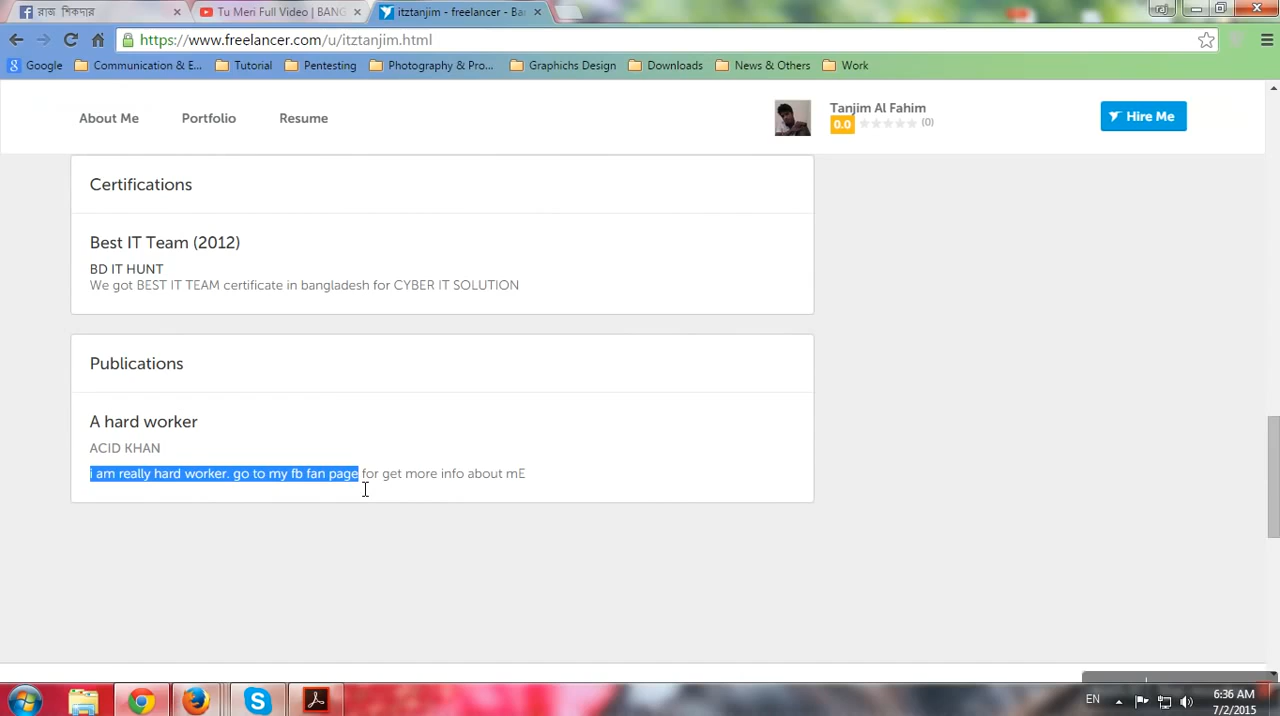 রাজ শিকদার
Tu Meri Full Video | BANG
itztanjim - freelancer - Ba
https://www.freelancer.com/u/itztanjim.html
Google Communication & E... Tutorial Pentesting Photography & Pro... Graphichs Design Downloads News & Others Work
About Me Portfolio Resume
Tanjim Al Fahim
0.0 (0)
Hire Me
Certifications
Best IT Team (2012)
BD IT HUNT
We got BEST IT TEAM certificate in bangladesh for CYBER IT SOLUTION
Publications
A hard worker
ACID KHAN
i am really hard worker. go to my fb fan page for get more info about mE
EN
6:36 AM
7/2/2015